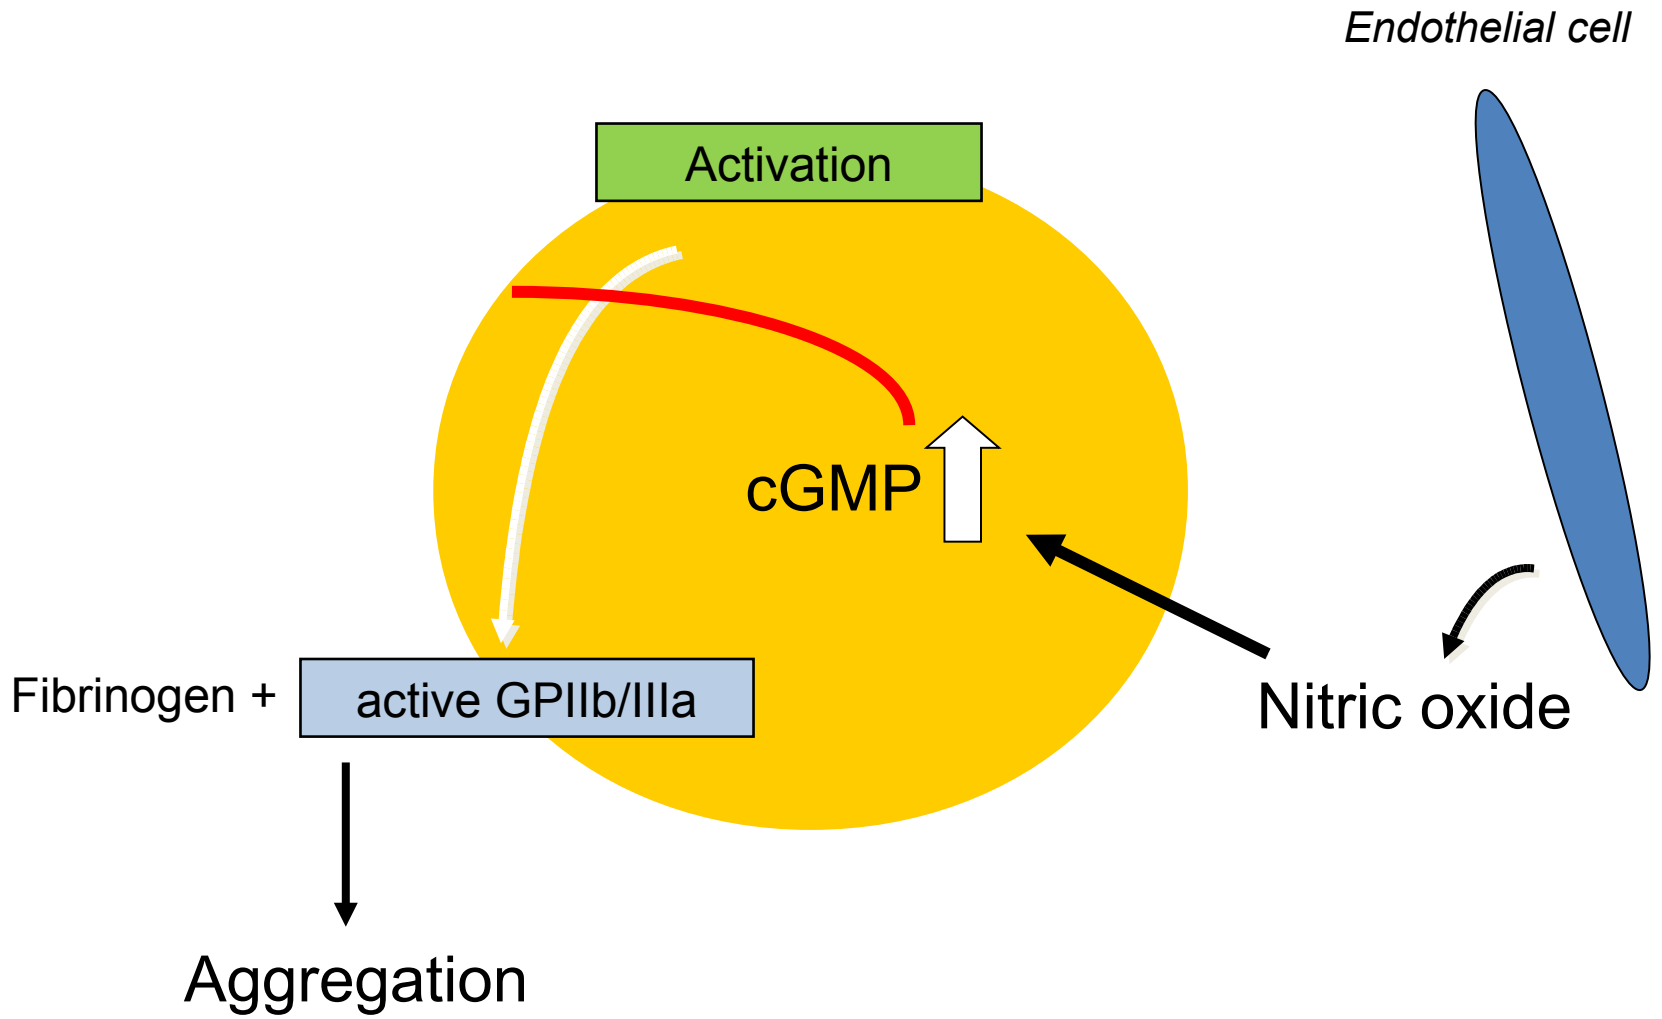 Endothelial cell
Activation
cGMP
Fibrinogen +
active GPIIb/IIIa
Nitric oxide
Aggregation